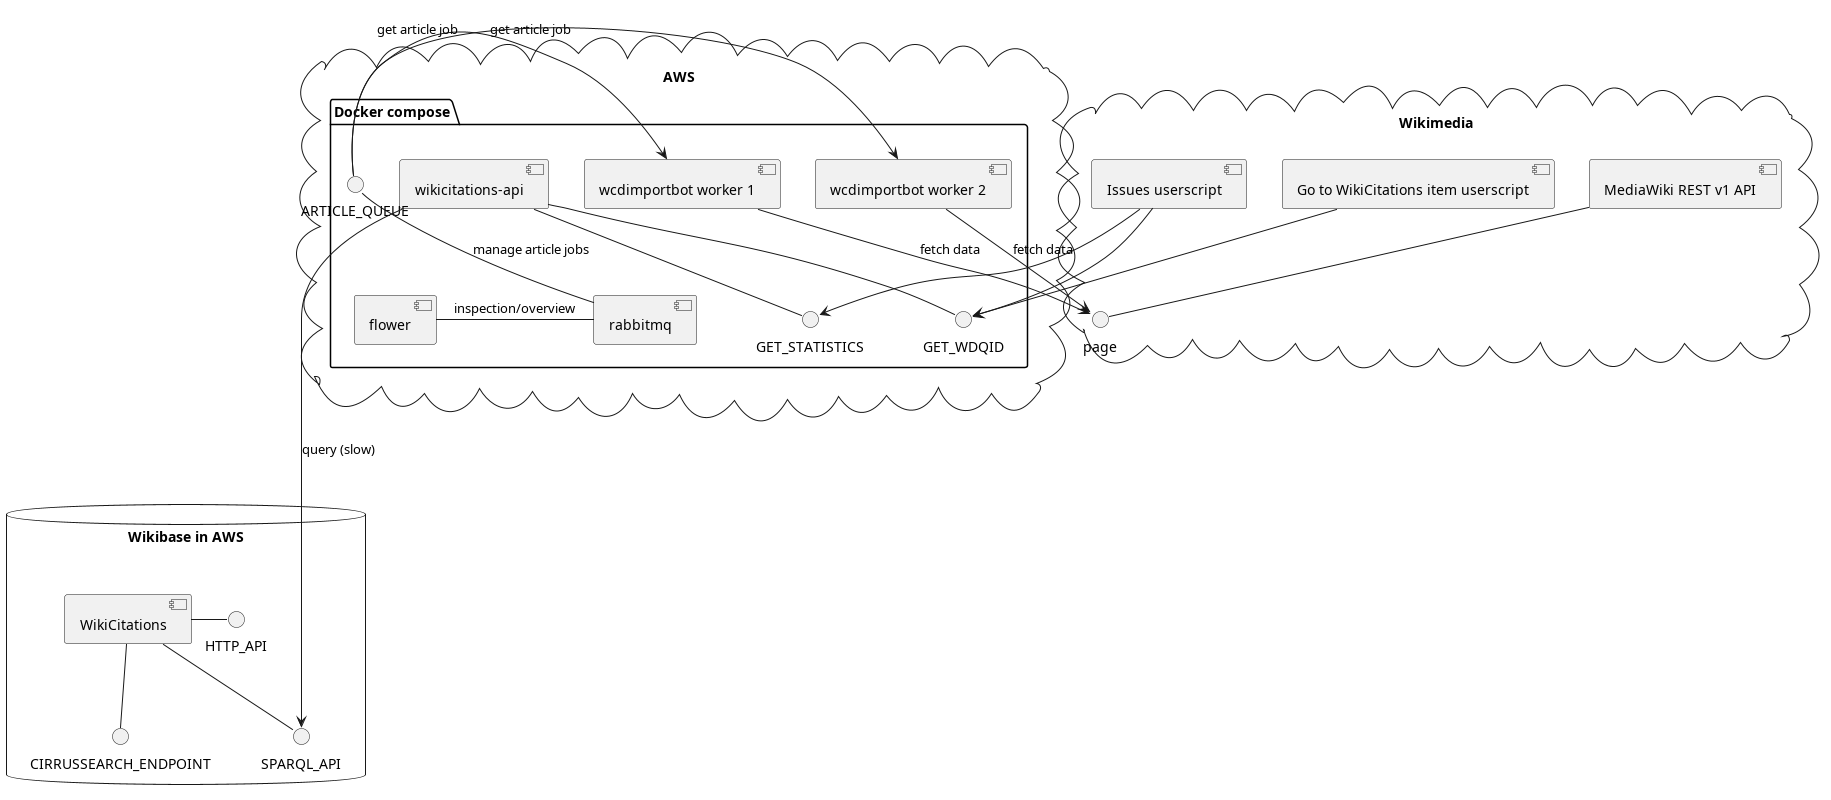 get article job
get article job
AWS
Docker compose
Wikimedia
wikicitations-api
wcdimportbot worker 1
wcdimportbot worker 2
Issues userscript
Go to WikiCitations item userscript
MediaWiki REST v1 API
ARTICLE_QUEUE
manage article jobs
fetch data
fetch data
flower
inspection/overview
rabbitmq
GET_STATISTICS
GET_WDQID
page
query (slow)
Wikibase in AWS
WikiCitations
HTTP_API
CIRRUSSEARCH_ENDPOINT
SPARQL_API